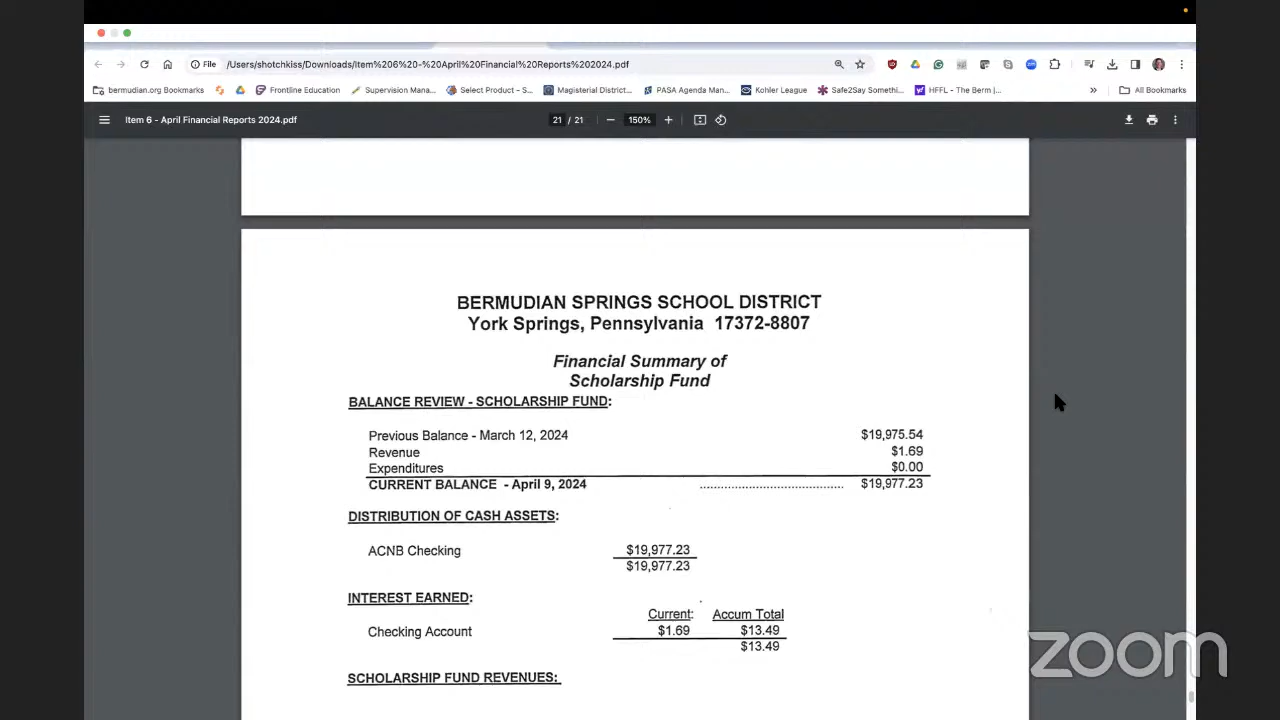 File /Users/shotchkiss/Downloads/Item%206%20-%20April%20Financial%20Reports%202024.pdf
bermudian.org Bookmarks Frontline Education Supervision Mana... Select Product - S... Magisterial District... PASA Agenda Man... Kohler League Safe2Say Somethi... HFFL - The Berm j... » All Bookmarks
Item 6 - April Financial Reports 2024.pdf 21 / 21 — 150% +
BERMUDIAN SPRINGS SCHOOL DISTRICT
York Springs, Pennsylvania 17372-8807
Financial Summary of
Scholarship Fund
BALANCE REVIEW - SCHOLARSHIP FUND:
Previous Balance - March 12, 2024 $19,975.54
Revenue $1.69
Expenditures $0.00
CURRENT BALANCE - April 9, 2024 ........................................ $19,977.23
DISTRIBUTION OF CASH ASSETS:
ACNB Checking $19,977.23
$19,977.23
INTEREST EARNED:
Current: Accum Total
Checking Account $1.69 $13.49
$13.49
SCHOLARSHIP FUND REVENUES:
zoom